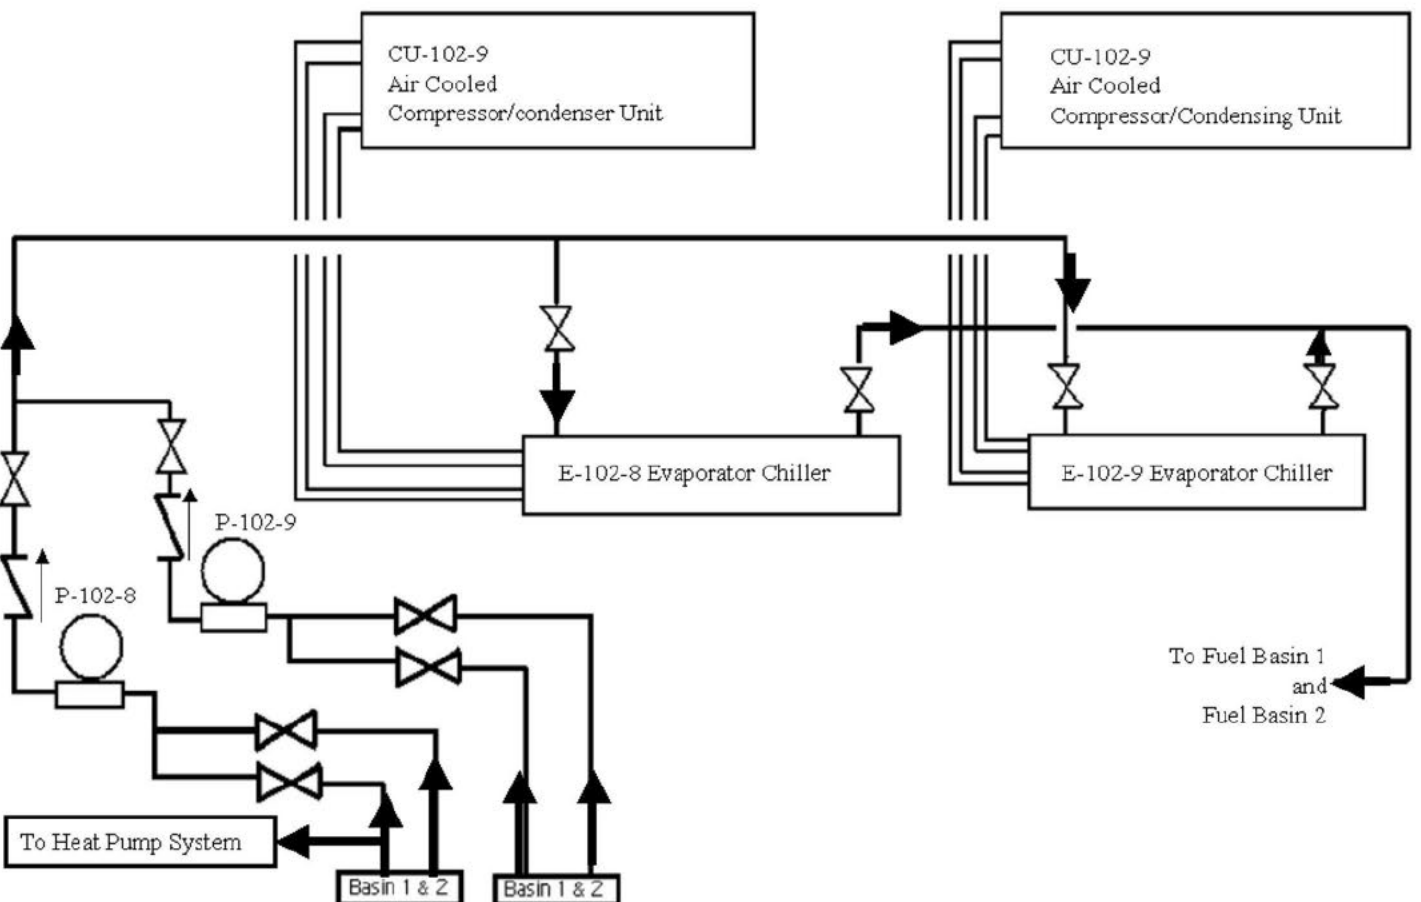 CU-102-9
Air Cooled
Compressor/condenser Unit
CU-102-9
Air Cooled
Compressor/Condensing Unit
E-102-8 Evaporator Chiller
E-102-9 Evaporator Chiller
P-102-9
P-102-8
To Fuel Basin 1
and
Fuel Basin 2
To Heat Pump System
Basin 1 & 2
Basin 1 & 2